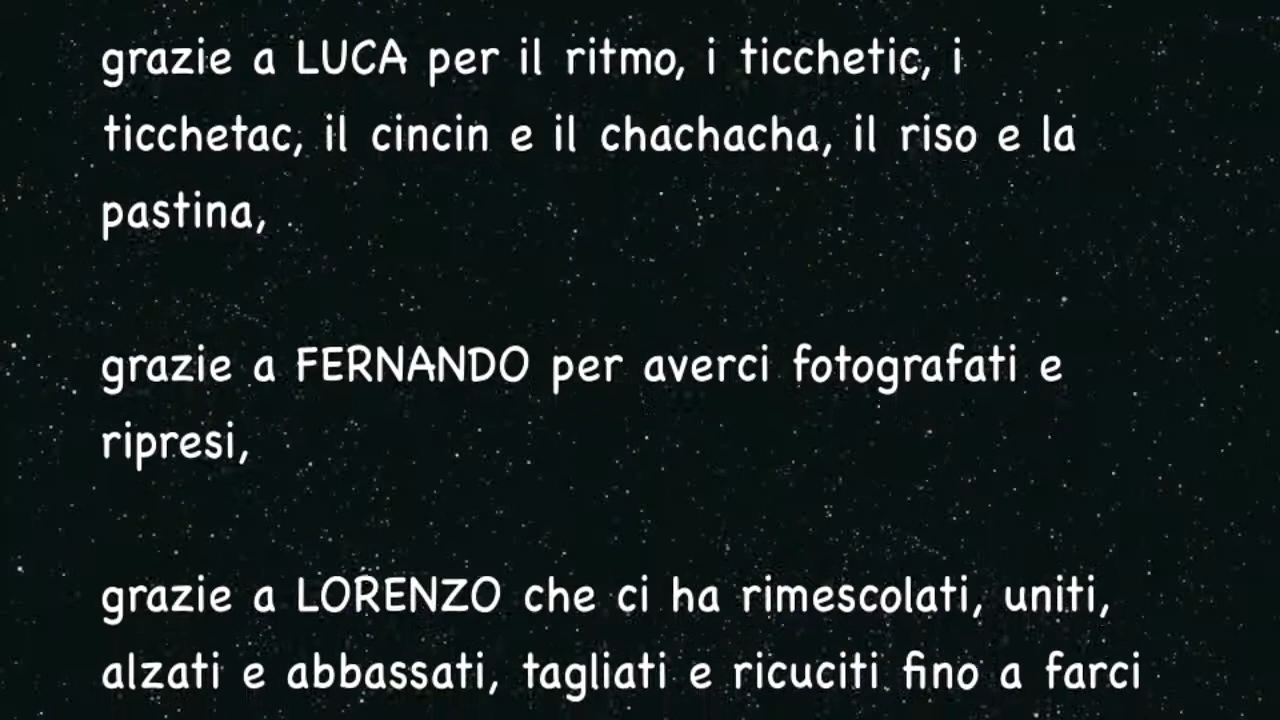 grazie a LUCA per il ritmo, i ticchetic, i
ticchetac, il cincin e il chachacha, il riso e la
pastina,
grazie a FERNANDO per averci fotografati e
ripresi,
grazie a LORENZO che ci ha rimescolati, uniti,
alzati e abbassati, tagliati e ricuciti fino a farci